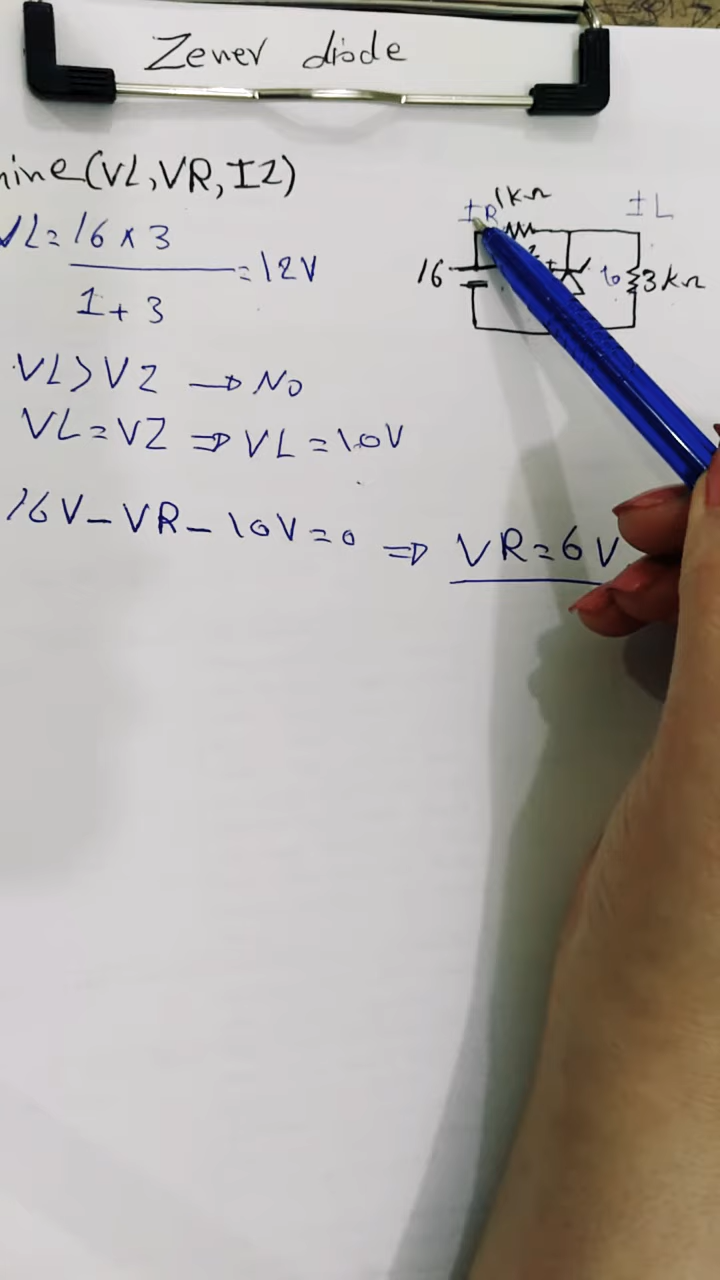 Zener diode
mine(VL,VR,IZ)
VL=16×3
1+3
=12V
VL>VZ → No
VL=VZ ⇒ VL=10V
16V-VR-10V=0 ⇒ VR=6V
IR
1kΩ
IL
16
10
3kΩ